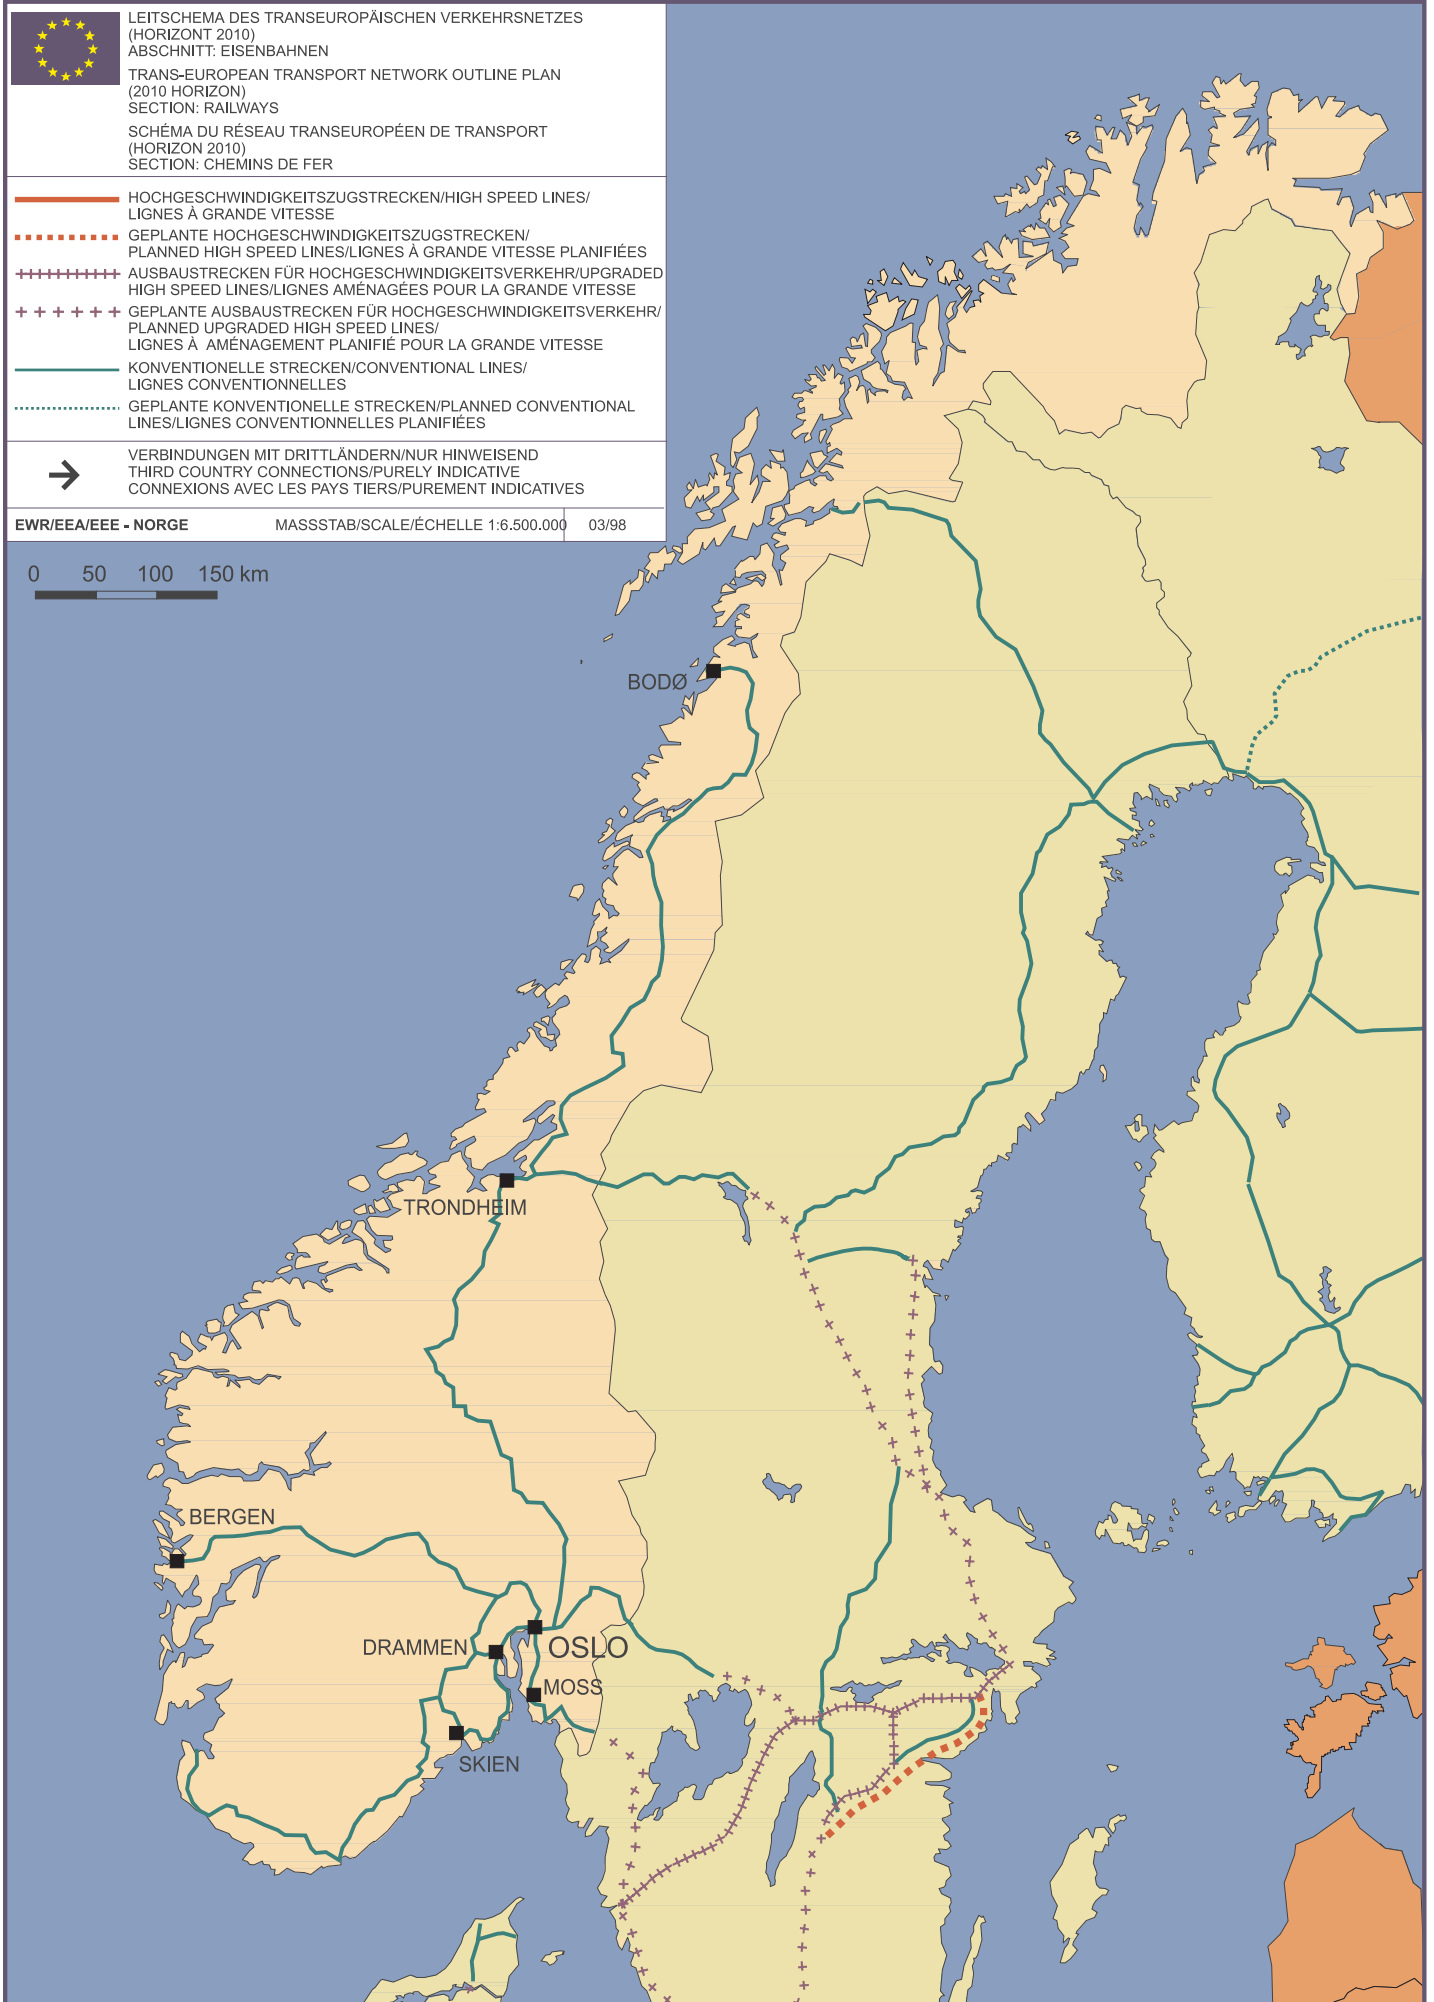 LEITSCHEMA DES TRANSEUROPÄISCHEN VERKEHRSNETZES
(HORIZONT 2010)
ABSCHNITT: EISENBAHNEN
TRANS-EUROPEAN TRANSPORT NETWORK OUTLINE PLAN
(2010 HORIZON)
SECTION: RAILWAYS
SCHÉMA DU RÉSEAU TRANSEUROPÉEN DE TRANSPORT
(HORIZON 2010)
SECTION: CHEMINS DE FER
HOCHGESCHWINDIGKEITSZUGSTRECKEN/HIGH SPEED LINES/
LIGNES À GRANDE VITESSE
GEPLANTE HOCHGESCHWINDIGKEITSZUGSTRECKEN/
PLANNED HIGH SPEED LINES/LIGNES À GRANDE VITESSE PLANIFIÉES
AUSBAUSTRECKEN FÜR HOCHGESCHWINDIGKEITSVERKEHR/UPGRADED
HIGH SPEED LINES/LIGNES AMÉNAGÉES POUR LA GRANDE VITESSE
GEPLANTE AUSBAUSTRECKEN FÜR HOCHGESCHWINDIGKEITSVERKEHR/
PLANNED UPGRADED HIGH SPEED LINES/
LIGNES À AMÉNAGEMENT PLANIFIÉ POUR LA GRANDE VITESSE
KONVENTIONELLE STRECKEN/CONVENTIONAL LINES/
LIGNES CONVENTIONNELLES
GEPLANTE KONVENTIONELLE STRECKEN/PLANNED CONVENTIONAL
LINES/LIGNES CONVENTIONNELLES PLANIFIÉES
VERBINDUNGEN MIT DRITTLÄNDERN/NUR HINWEISEND
THIRD COUNTRY CONNECTIONS/PURELY INDICATIVE
CONNEXIONS AVEC LES PAYS TIERS/PUREMENT INDICATIVES
EWR/EEA/EEE - NORGE MASSSTAB/SCALE/ÉCHELLE 1:6.500.000 03/98
0 50 100 150 km
BODØ
TRONDHEIM
BERGEN
DRAMMEN
OSLO
MOSS
SKIEN